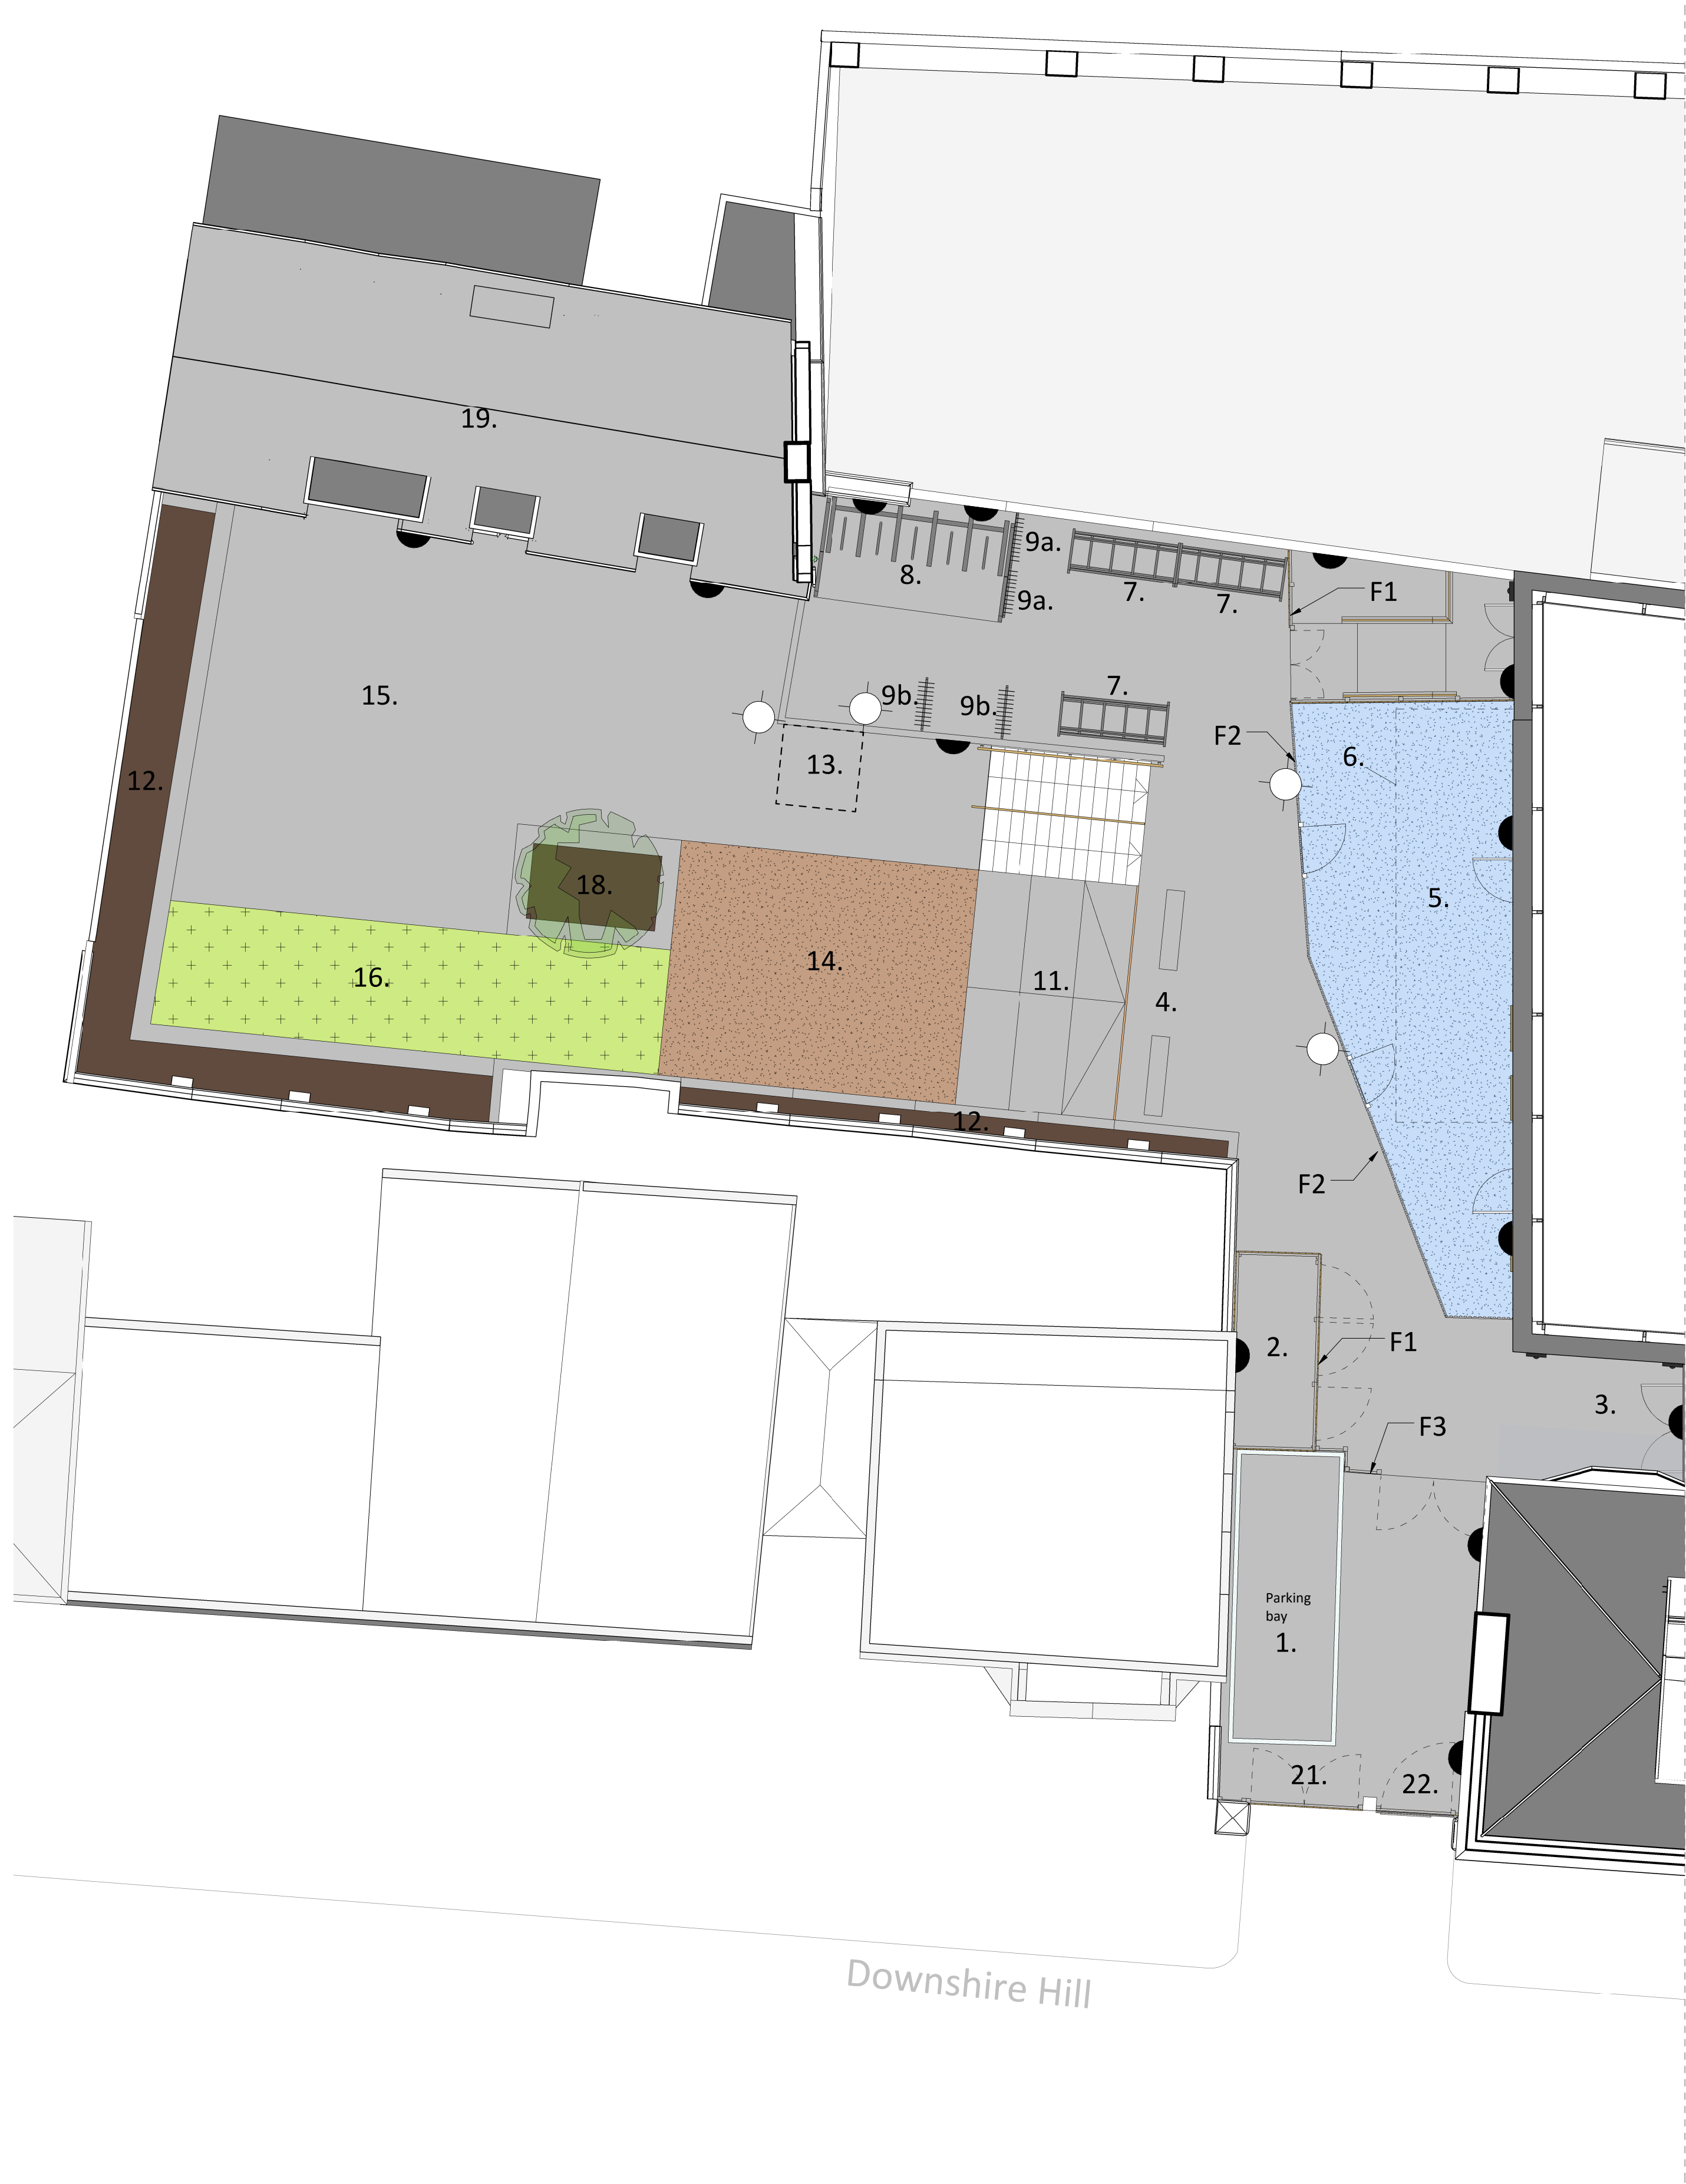 19.
9a.
8.
9a.
7.
7.
F1
15.
9b.
9b.
7.
F2
6.
13.
12.
18.
5.
16.
14.
11.
4.
12.
F2
2.
F1
3.
F3
Parking
bay
1.
21.
22.
Downshire Hill